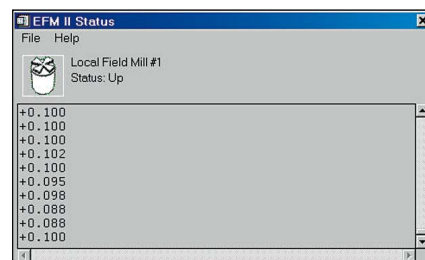 EFM II Status
File Help
Local Field Mill #1
Status: Up
+0.100
+0.100
+0.100
+0.102
+0.100
+0.095
+0.098
+0.088
+0.088
+0.100